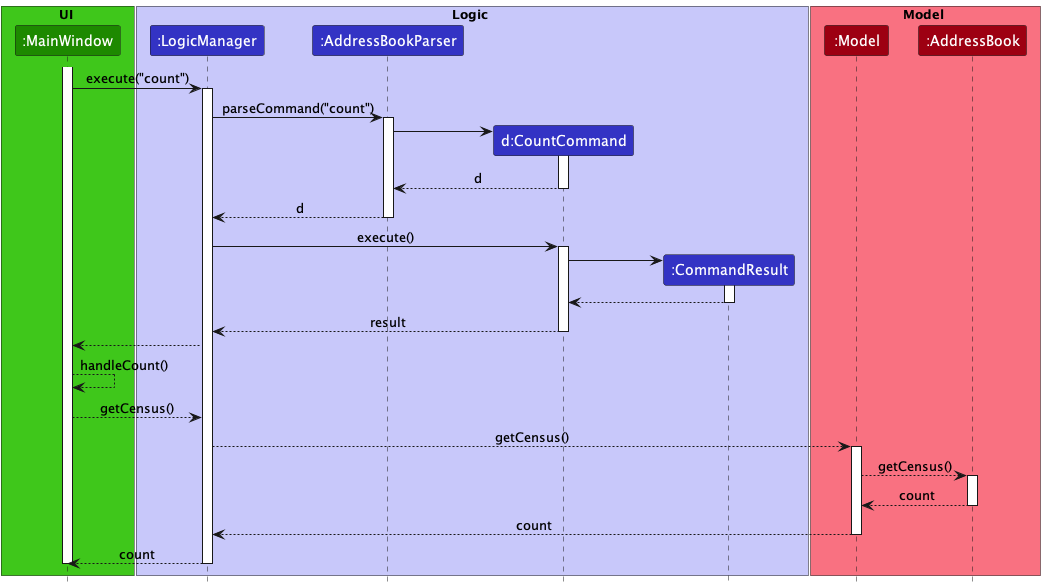 UI
Logic
Model
:MainWindow
:LogicManager
:AddressBookParser
:Model
:AddressBook
execute("count")
parseCommand("count")
d:CountCommand
d
d
execute()
:CommandResult
result
handleCount()
getCensus()
getCensus()
getCensus()
count
count
count